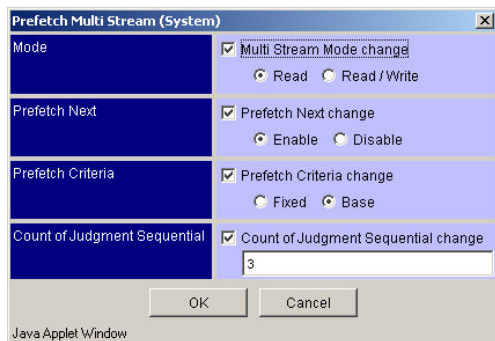 Prefetch Multi Stream (System)
Mode
Multi Stream Mode change
Read Read / Write
Prefetch Next
Prefetch Next change
Enable Disable
Prefetch Criteria
Prefetch Criteria change
Fixed Base
Count of Judgment Sequential
Count of Judgment Sequential change
3
OK Cancel
Java Applet Window